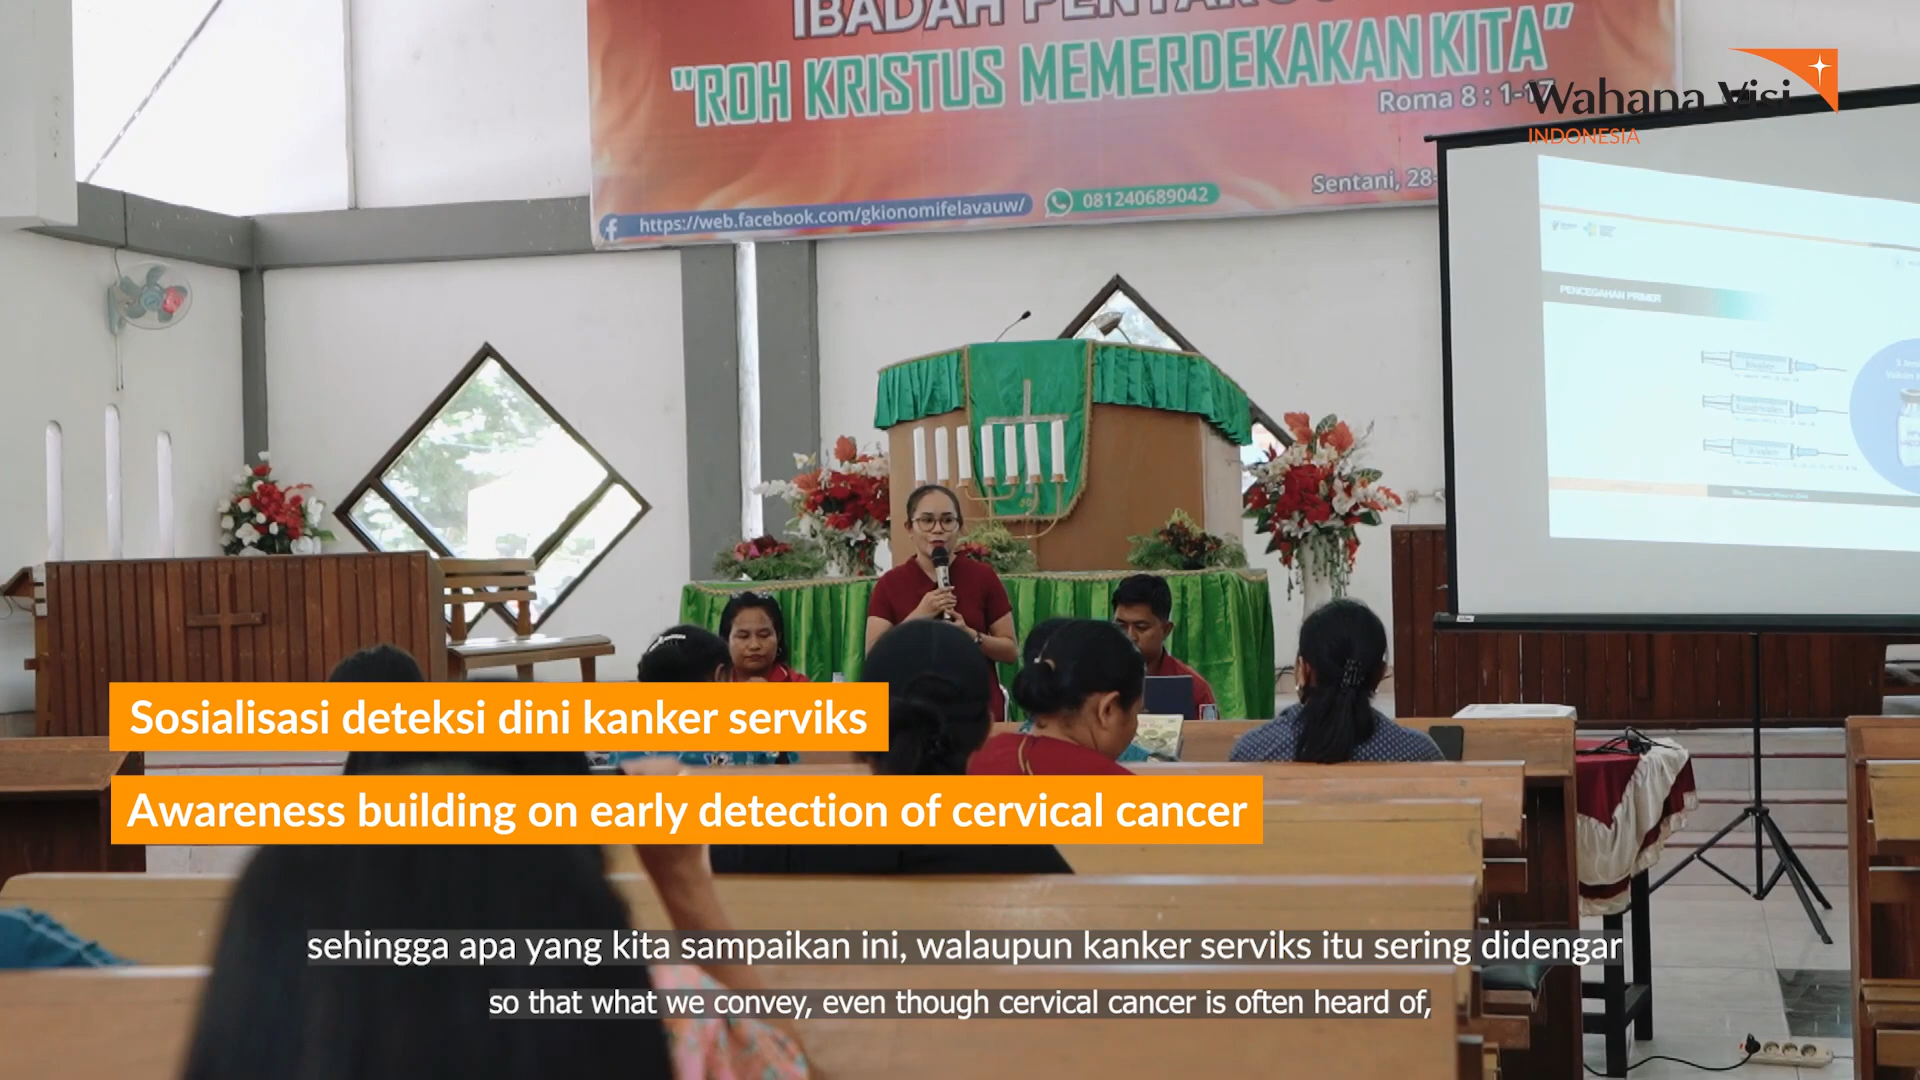 IBADAH
"ROH KRISTUS MEMERDEKAKAN KITA"
Roma 8 : 1-17
Sentani, 28
https://web.facebook.com/gkionomifelavauw/
081240689042
Wahana Visi
INDONESIA
PENCEGAHAN PRIMER
Sosialisasi deteksi dini kanker serviks
Awareness building on early detection of cervical cancer
sehingga apa yang kita sampaikan ini, walaupun kanker serviks itu sering didengar
so that what we convey, even though cervical cancer is often heard of,